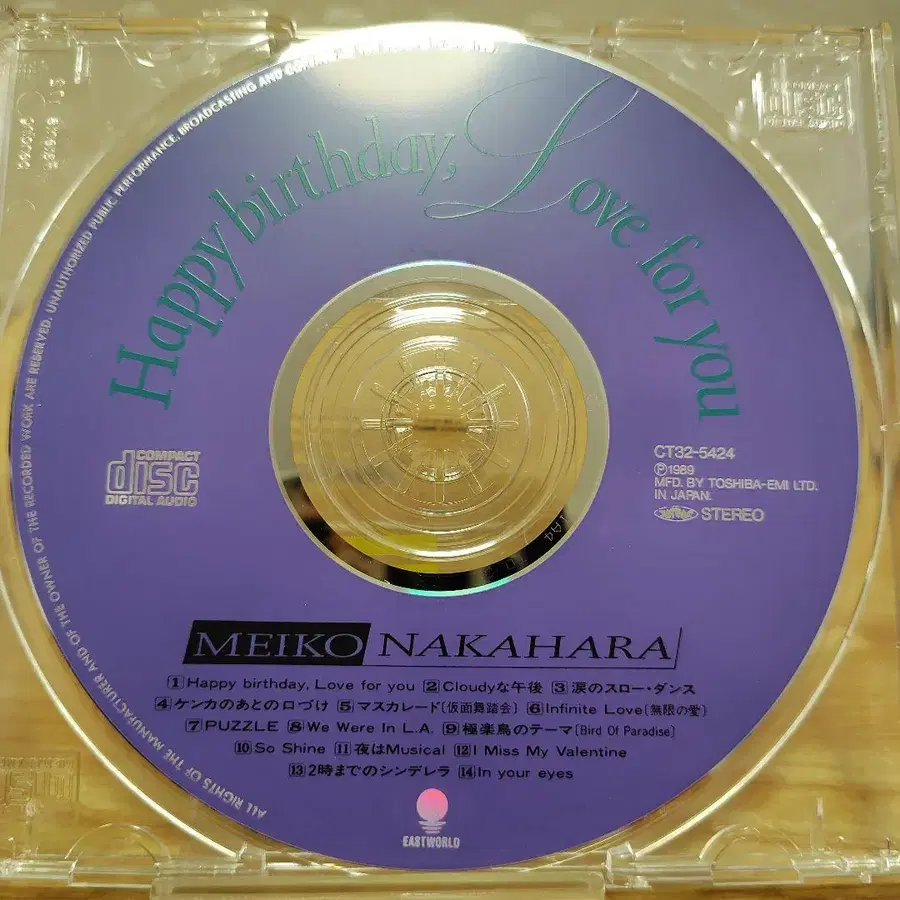 Happy birthday, Love for you
COMPACT
disc
DIGITAL AUDIO
CT32-5424
Ⓟ1989
MFD. BY TOSHIBA-EMI LTD.
IN JAPAN.
STEREO
MEIKO NAKAHARA
1 Happy birthday, Love for you 2 Cloudyな午後 3 涙のスロー・ダンス
4 ケンカのあとの口づけ 5 マスカレード[仮面舞踏会] 6 Infinite Love[無限の愛]
7 PUZZLE 8 We Were In L.A. 9 極楽鳥のテーマ[Bird Of Paradise]
10 So Shine 11 夜はMusical 12 I Miss My Valentine
13 2時までのシンデレラ 14 In your eyes
EASTWORLD
ALL RIGHTS OF THE MANUFACTURER AND OF THE OWNER OF THE RECORDED WORK ARE RESERVED. UNAUTHORIZED PUBLIC PERFORMANCE, BROADCASTING AND
COMPACT
disc
DIGITAL AUDIO